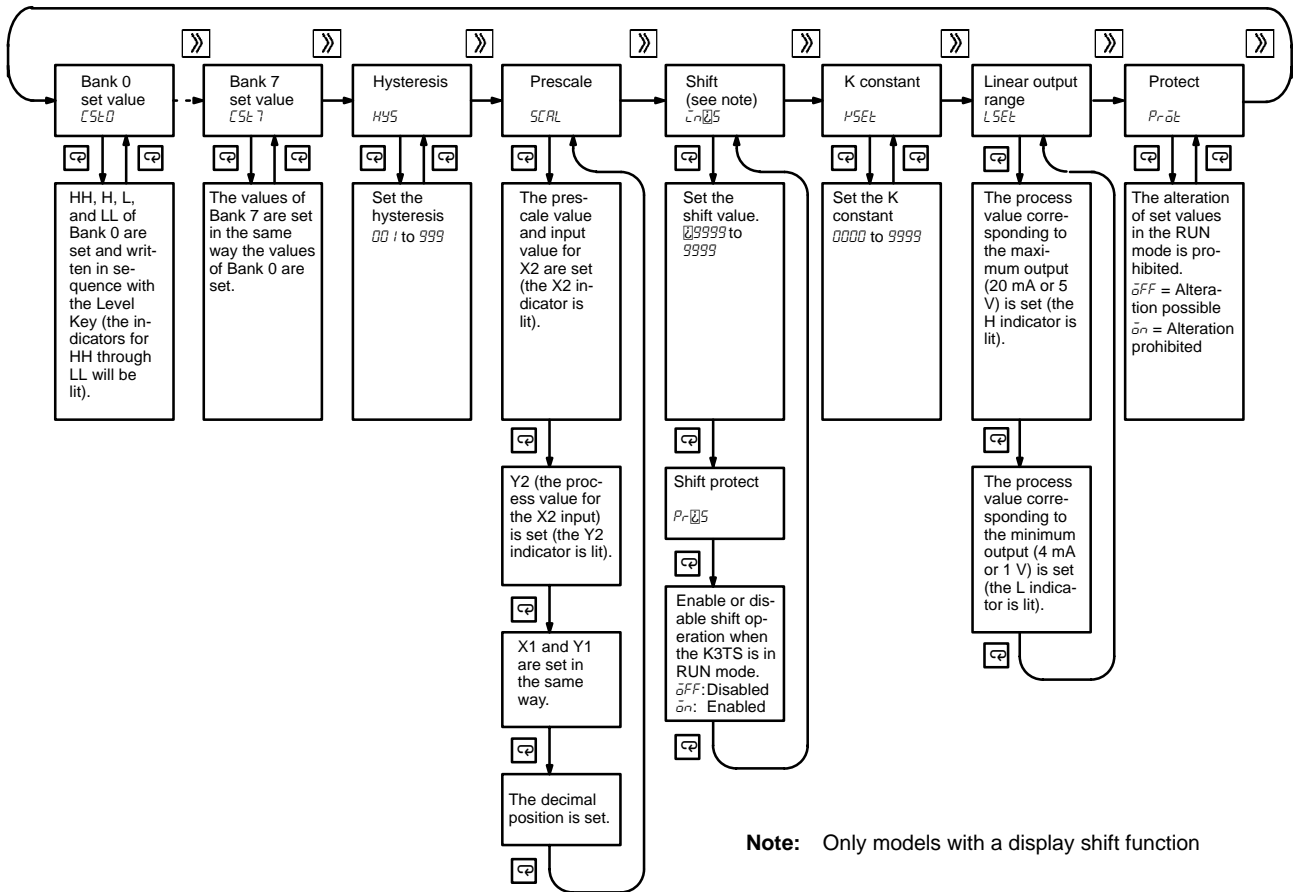 Bank 0
set value
CSt0
Bank 7
set value
CSt7
Hysteresis
HYS
Prescale
SCAL
Shift
(see note)
K constant
Linear output
range
LSEt
Protect
Prot
HH, H, L,
and LL of
Bank 0 are
set and writ-
ten in se-
quence with
the Level
Key (the in-
dicators for
HH through
LL will be
lit).
The values of
Bank 7 are set
in the same
way the values
of Bank 0 are
set.
Set the
hysteresis
001 to 999
The pres-
cale value
and input
value for
X2 are set
(the X2 in-
dicator is
lit).
Y2 (the proc-
ess value for
the X2 input)
is set (the Y2
indicator is lit).
X1 and Y1
are set in
the same
way.
The decimal
position is set.
Set the
shift value.
9999 to
9999
Shift protect
Enable or dis-
able shift op-
eration when
the K3TS is in
RUN mode.
oFF: Disabled
on: Enabled
Set the K
constant
0000 to 9999
The process
value corre-
sponding to
the maxi-
mum output
(20 mA or 5
V) is set (the
H indicator is
lit).
The process
value corre-
sponding to
the minimum
output (4 mA
or 1 V) is set
(the L indica-
tor is lit).
The alteration
of set values
in the RUN
mode is pro-
hibited.
oFF = Altera-
tion possible
on = Alteration
prohibited
Note: Only models with a display shift function